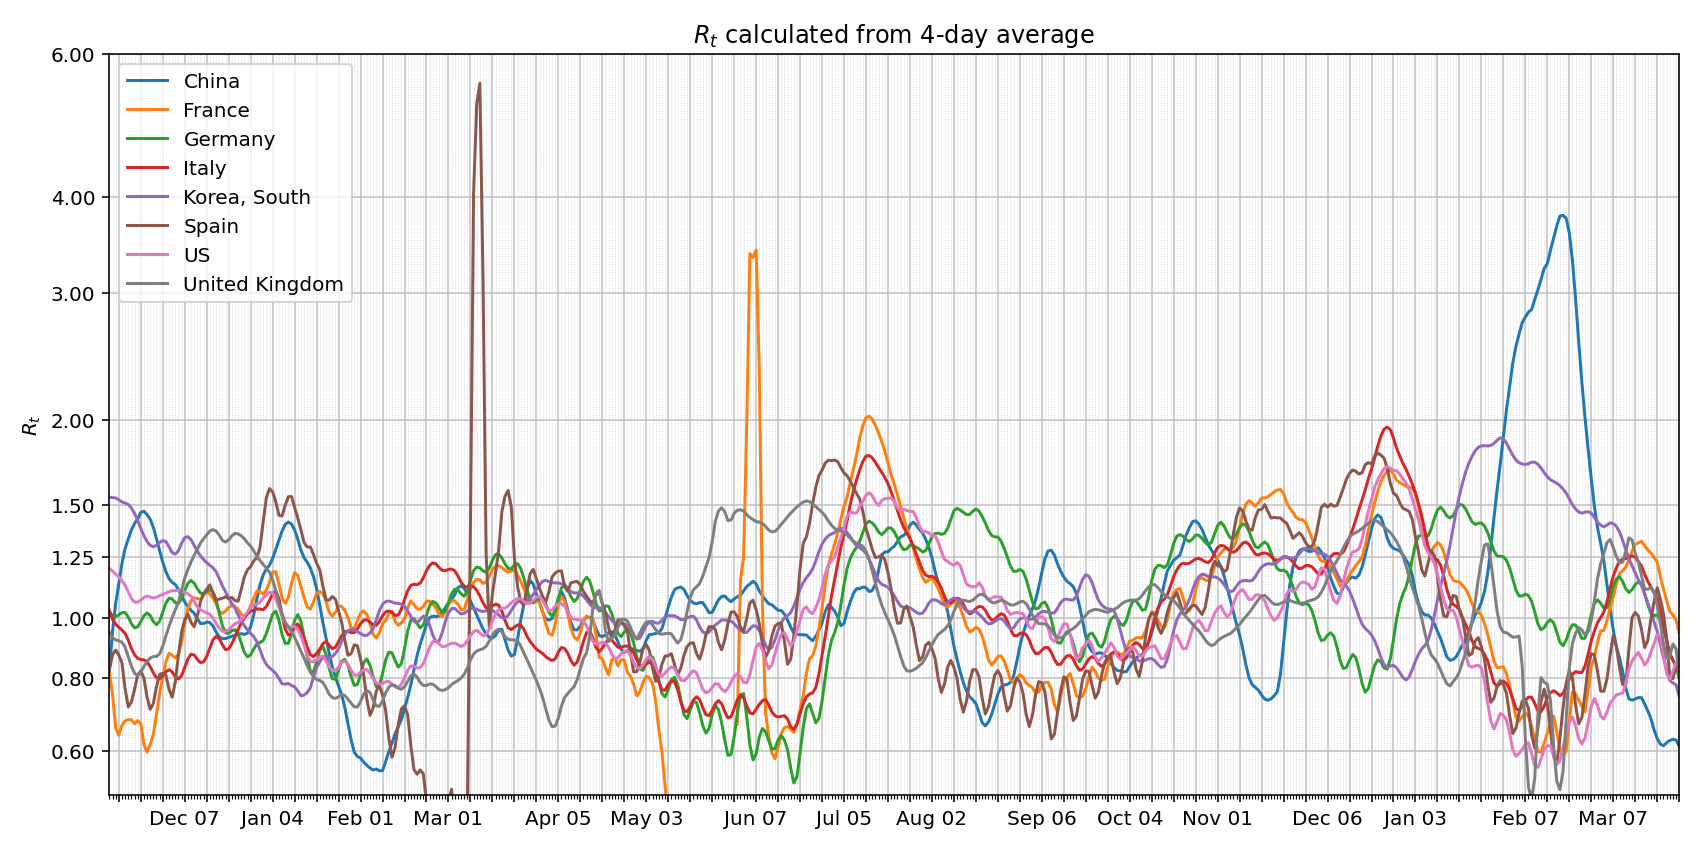 R_t calculated from 4-day average
6.00
4.00
3.00
2.00
1.50
1.25
1.00
0.80
0.60
R_t
China
France
Germany
Italy
Korea, South
Spain
US
United Kingdom
Dec 07 Jan 04 Feb 01 Mar 01 Apr 05 May 03 Jun 07 Jul 05 Aug 02 Sep 06 Oct 04 Nov 01 Dec 06 Jan 03 Feb 07 Mar 07